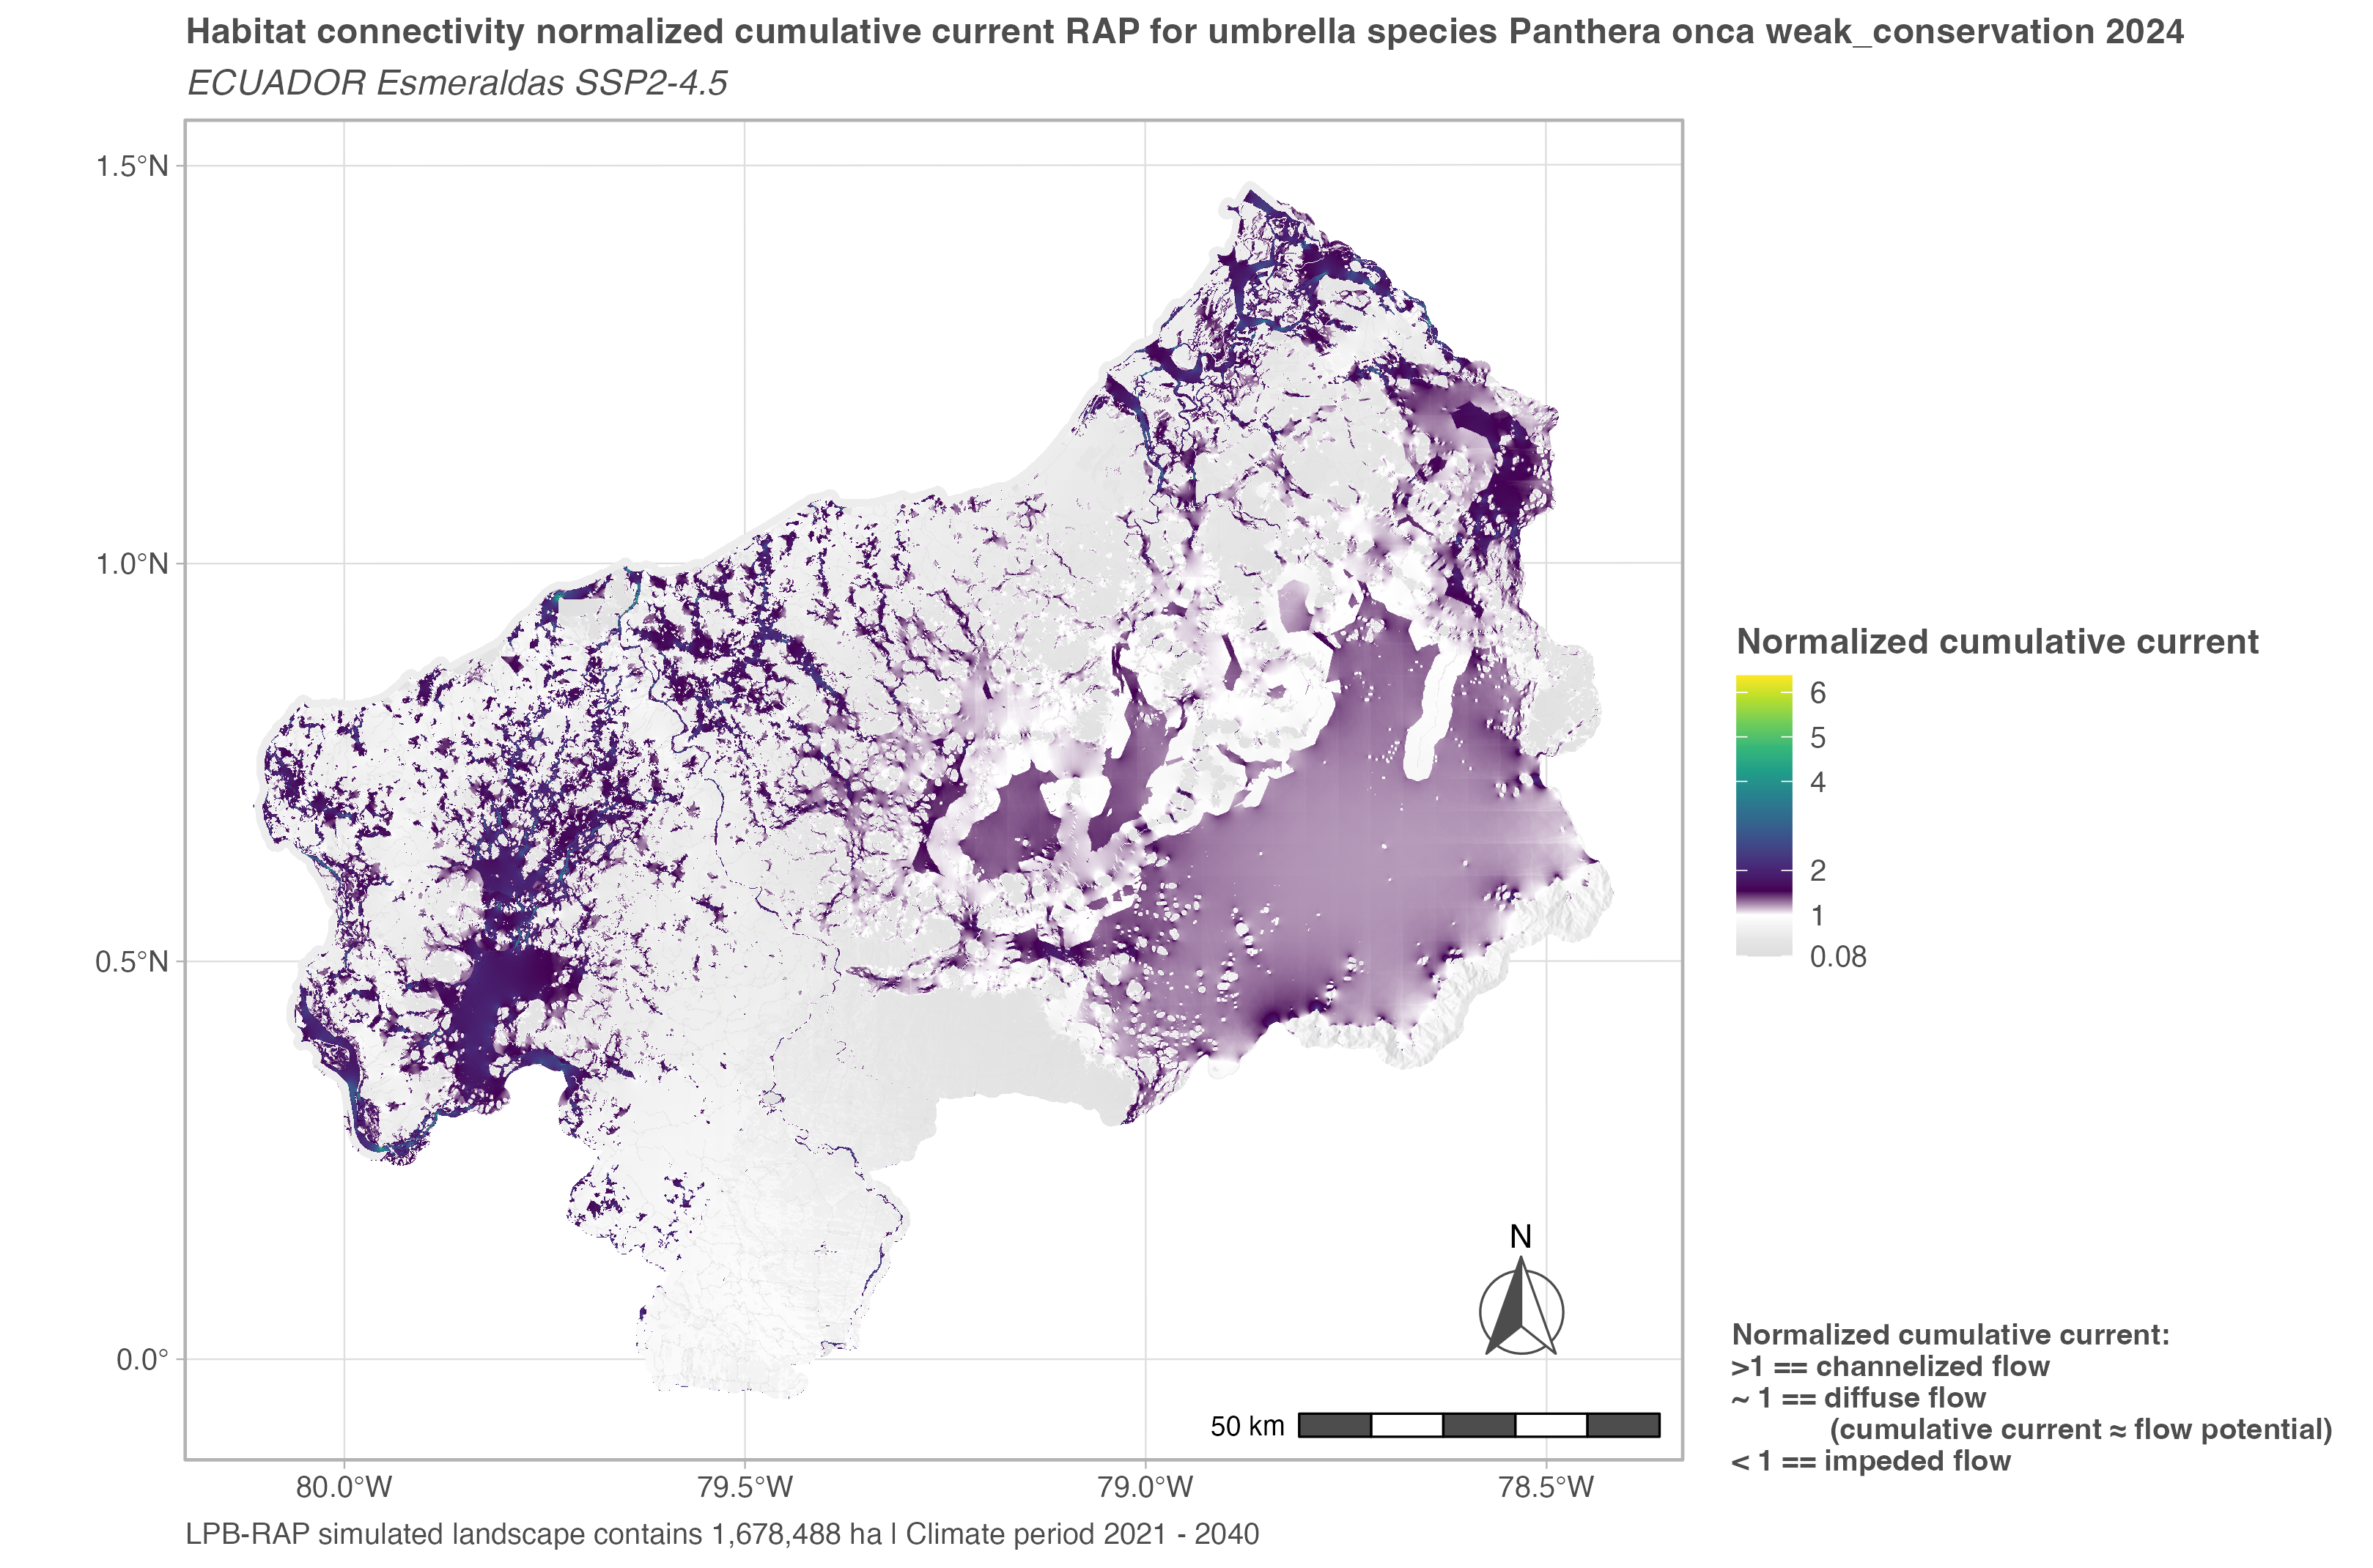 Habitat connectivity normalized cumulative current RAP for umbrella species Panthera onca weak_conservation 2024
ECUADOR Esmeraldas SSP2-4.5
1.5°N
1.0°N
0.5°N
0.0°
80.0°W
79.5°W
79.0°W
78.5°W
N
50 km
Normalized cumulative current
6
5
4
2
1
0.08
Normalized cumulative current:
>1 == channelized flow
~ 1 == diffuse flow
(cumulative current ≈ flow potential)
< 1 == impeded flow
LPB-RAP simulated landscape contains 1,678,488 ha | Climate period 2021 - 2040